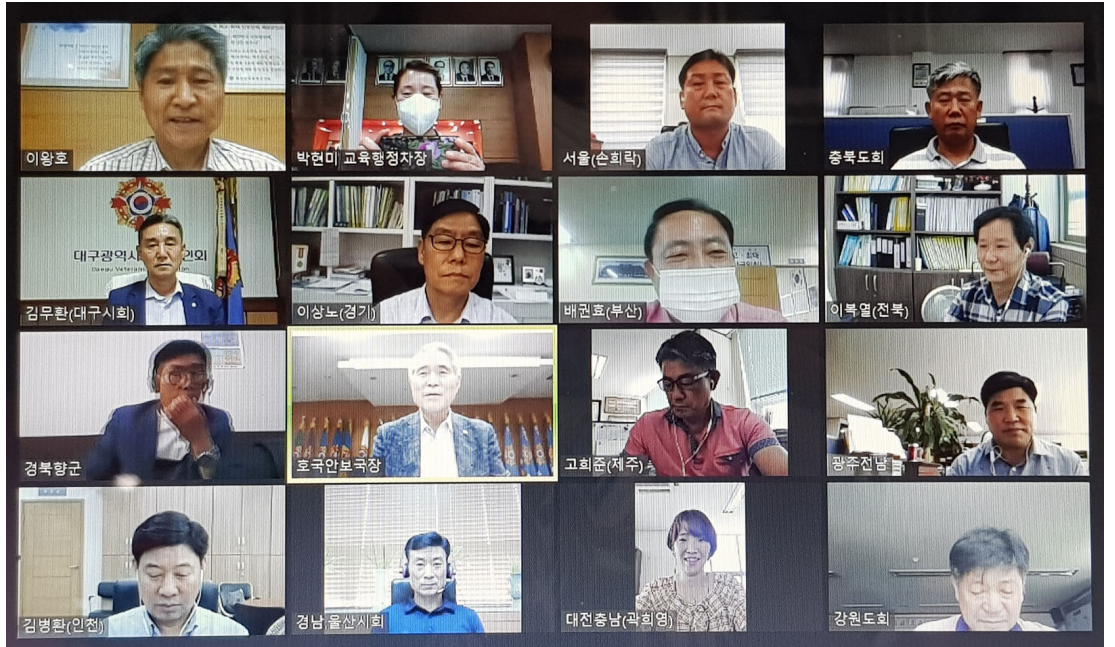 이왕호
박현미 교육행정차장
서울(손희락)
충북도회
대구광역시
인회
Daegu Veterans
김무환(대구시회)
이상노(경기)
배권효(부산)
이복열(전북)
경북향군
호국안보국장
고희준(제주)
광주전남
김병환(인천)
경남 울산시회
대전충남(곽희영)
강원도회